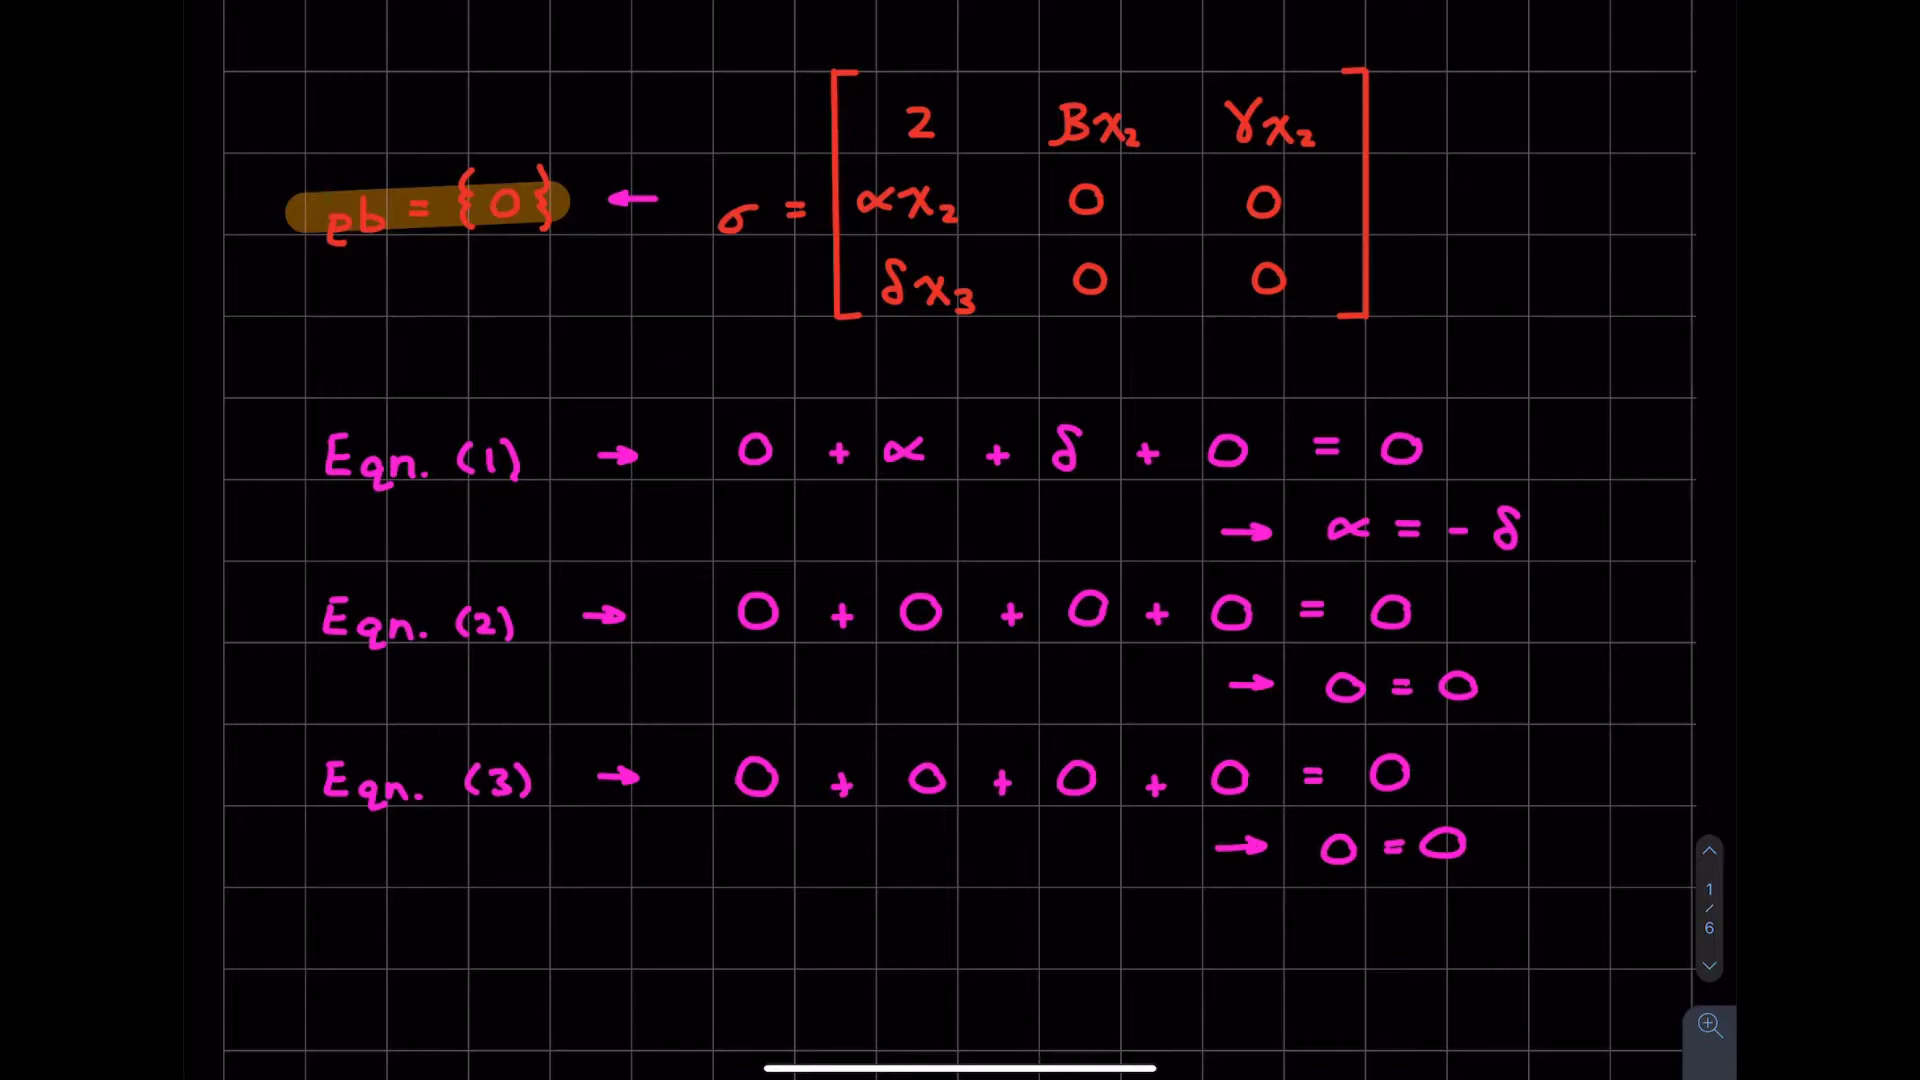 2 βx₂ γx₂
pb = {0} ← σ = αx₂ 0 0
δx₃ 0 0
Eqn. (1) → 0 + α + δ + 0 = 0
→ α = - δ
Eqn. (2) → 0 + 0 + 0 + 0 = 0
→ 0 = 0
Eqn. (3) → 0 + 0 + 0 + 0 = 0
→ 0 = 0
1
/
6